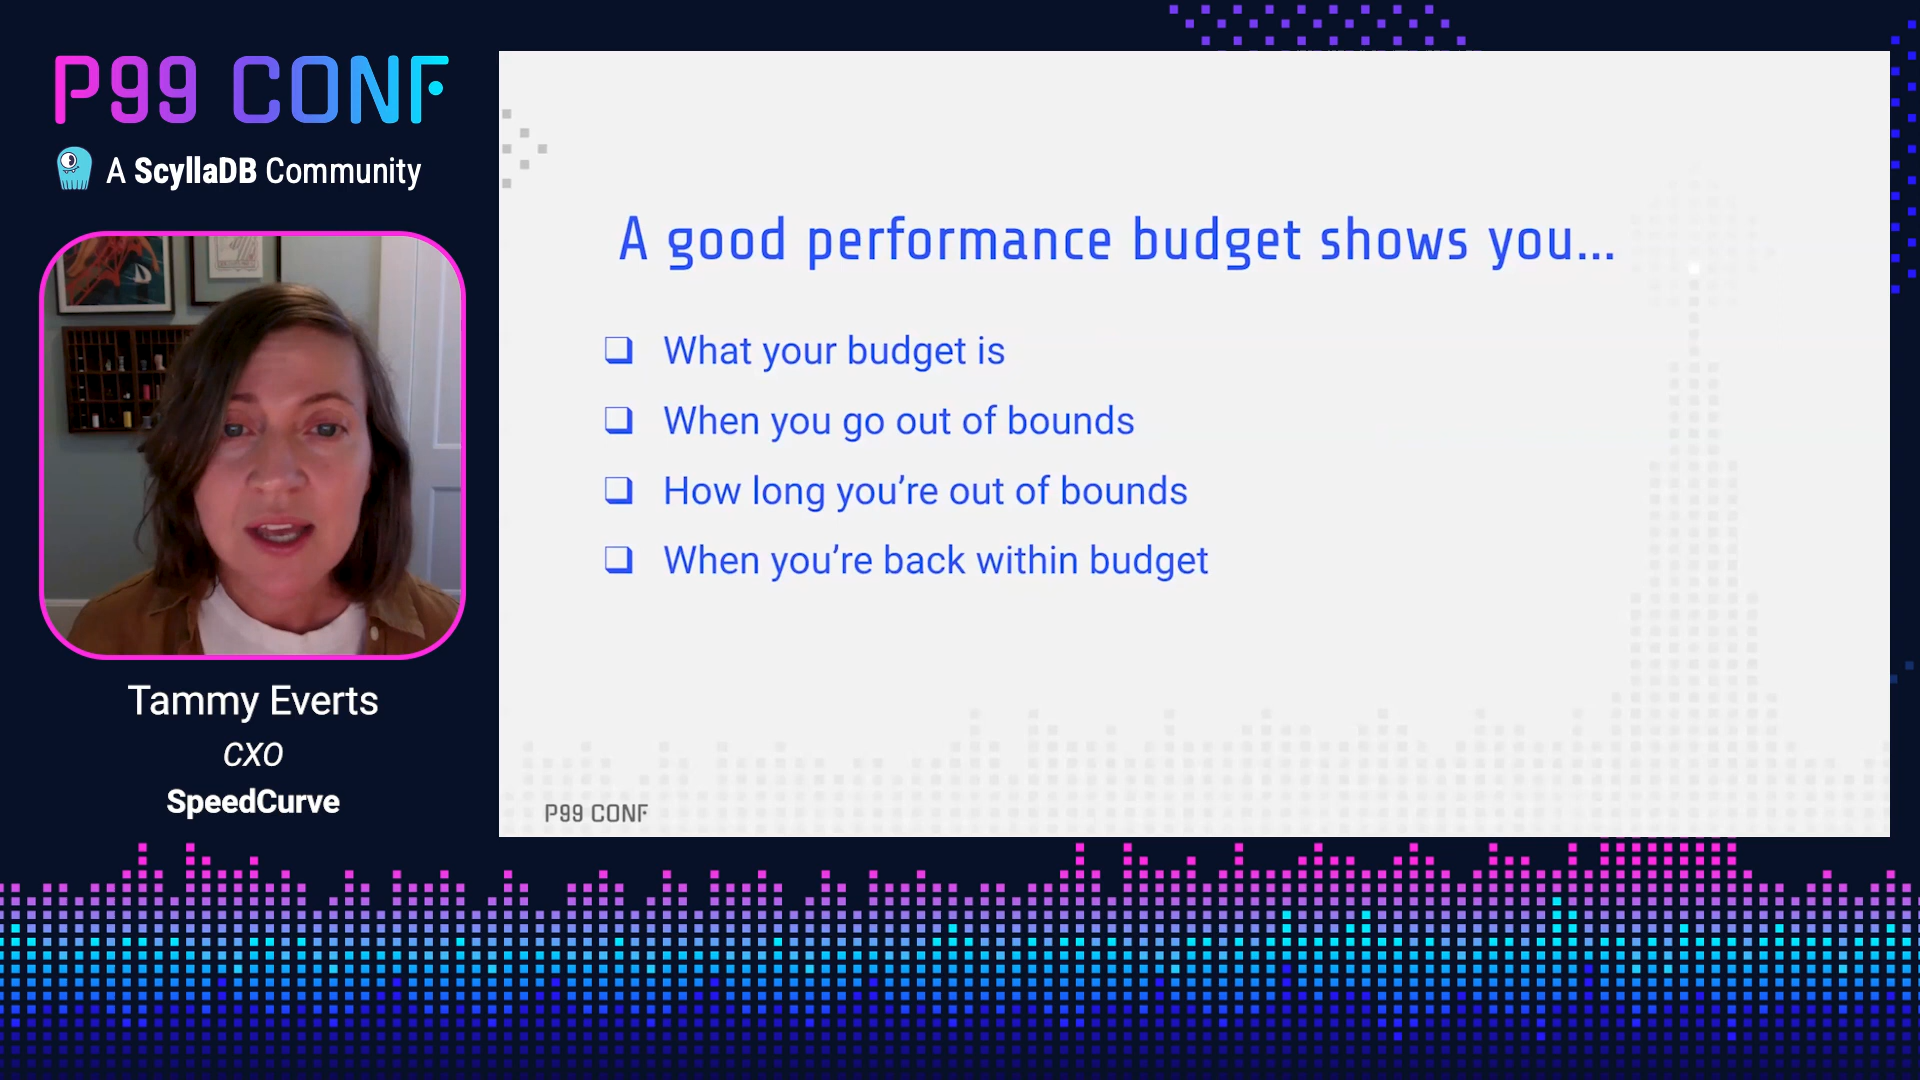 P99 CONF
A ScyllaDB Community
Tammy Everts
CXO
SpeedCurve
A good performance budget shows you...
❏ What your budget is
❏ When you go out of bounds
❏ How long you’re out of bounds
❏ When you’re back within budget
P99 CONF